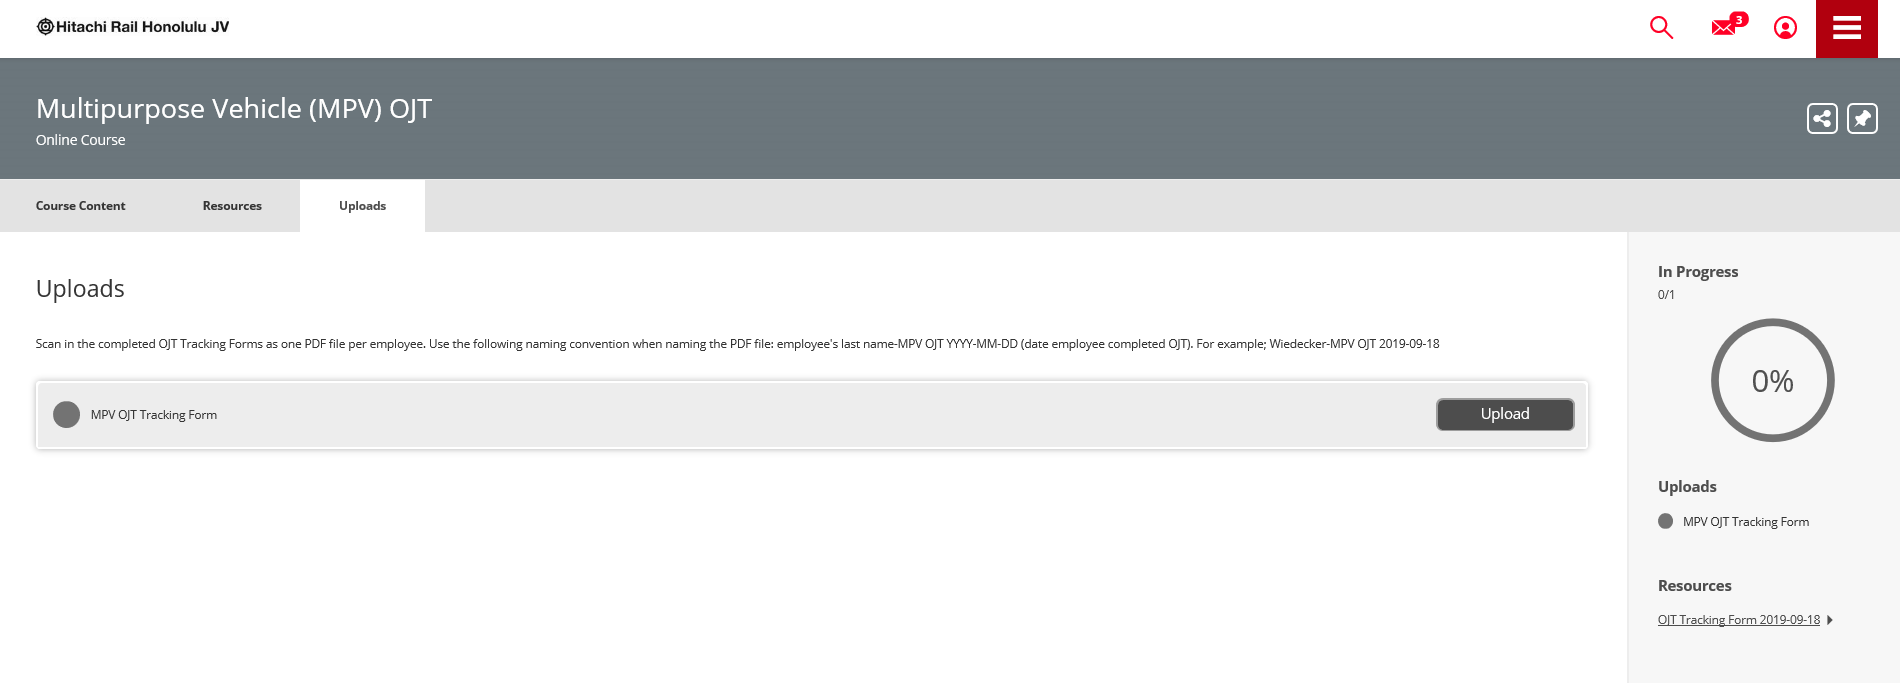 Hitachi Rail Honolulu JV
3
Multipurpose Vehicle (MPV) OJT
Online Course
Course Content
Resources
Uploads
Uploads
Scan in the completed OJT Tracking Forms as one PDF file per employee. Use the following naming convention when naming the PDF file: employee's last name-MPV OJT YYYY-MM-DD (date employee completed OJT). For example; Wiedecker-MPV OJT 2019-09-18
MPV OJT Tracking Form
Upload
In Progress
0/1
0%
Uploads
MPV OJT Tracking Form
Resources
OJT Tracking Form 2019-09-18